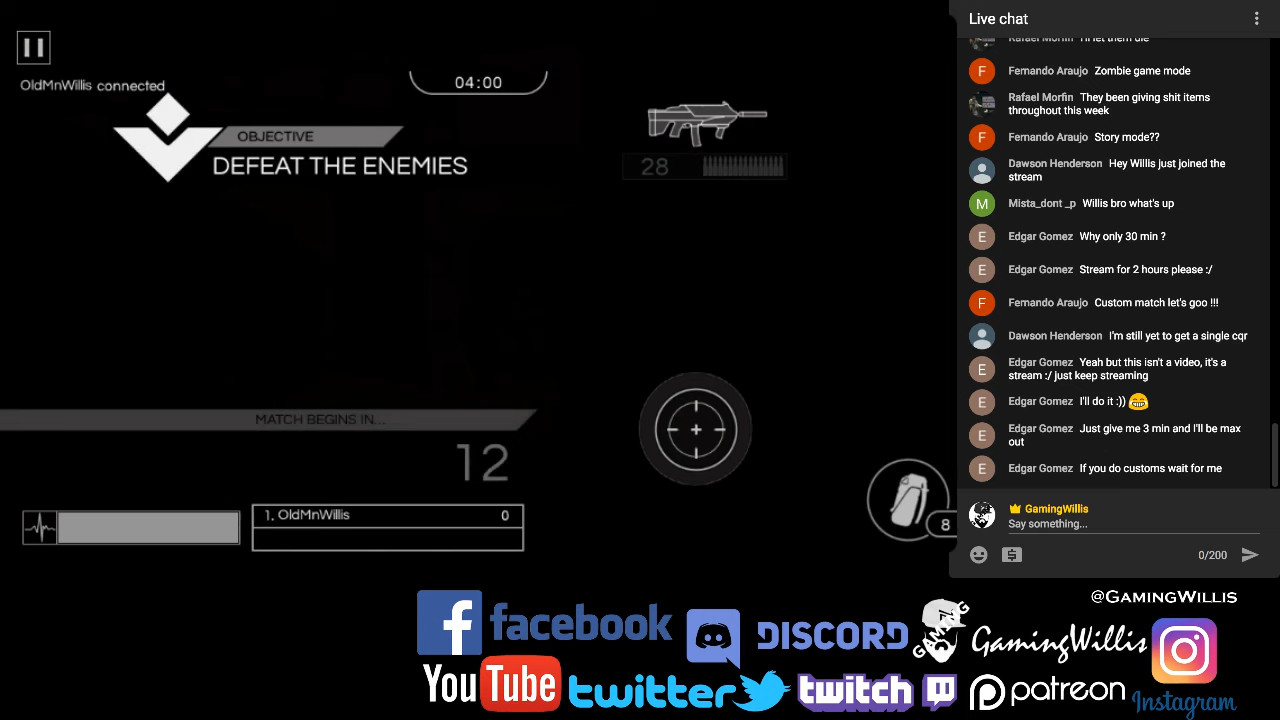 OldMnWillis connected
04:00
OBJECTIVE
DEFEAT THE ENEMIES
28
MATCH BEGINS IN...
12
1. OldMnWillis 0
8
Live chat
Rafael Morfin I'll let them die
F Fernando Araujo Zombie game mode
Rafael Morfin They been giving shit items
throughout this week
F Fernando Araujo Story mode??
Dawson Henderson Hey Willis just joined the
stream
M Mista_dont _p Willis bro what's up
E Edgar Gomez Why only 30 min ?
E Edgar Gomez Stream for 2 hours please :/
F Fernando Araujo Custom match let's goo !!!
Dawson Henderson I'm still yet to get a single cqr
E Edgar Gomez Yeah but this isn't a video, it's a
stream :/ just keep streaming
E Edgar Gomez I'll do it :)) 😁
E Edgar Gomez Just give me 3 min and I'll be max
out
E Edgar Gomez If you do customs wait for me
GamingWillis
Say something...
0/200
@GAMINGWILLIS
f facebook
DISCORD
GAMING
GamingWillis
YouTube
twitter
twitch
patreon
Instagram